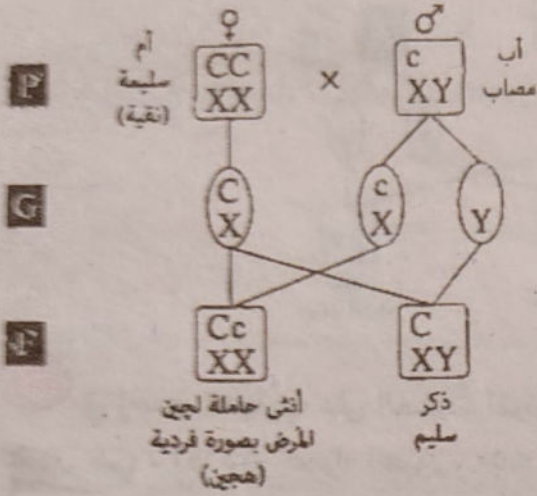 ♀ ♂
P
أم
سليمة
(نقية)
CC
XX
×
c
XY
أب
مصاب
G
C
X
c
X
Y
F
Cc
XX
C
XY
أنثى حاملة لچين
المرض بصورة فردية
(هجين)
ذكر
سليم